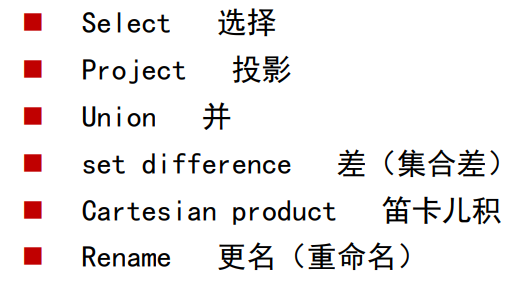 Select 选择
Project 投影
Union 并
set difference 差（集合差）
Cartesian product 笛卡儿积
Rename 更名（重命名）